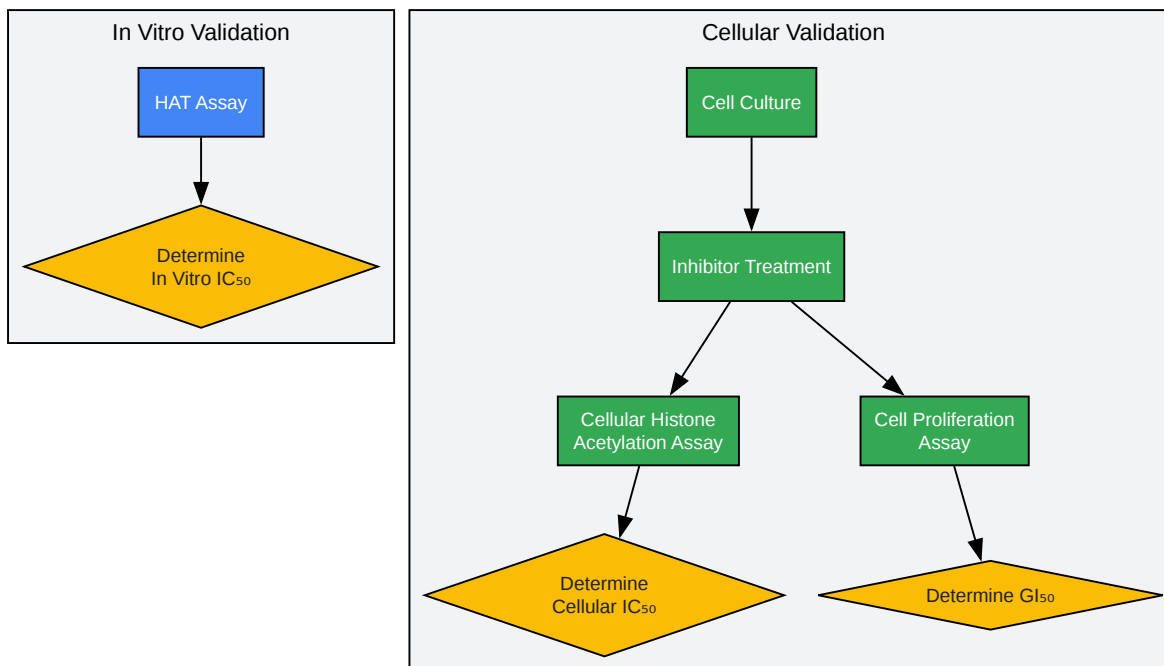 In Vitro Validation
HAT Assay
Determine
In Vitro IC₅₀
Cellular Validation
Cell Culture
Inhibitor Treatment
Cellular Histone
Acetylation Assay
Cell Proliferation
Assay
Determine
Cellular IC₅₀
Determine GI₅₀